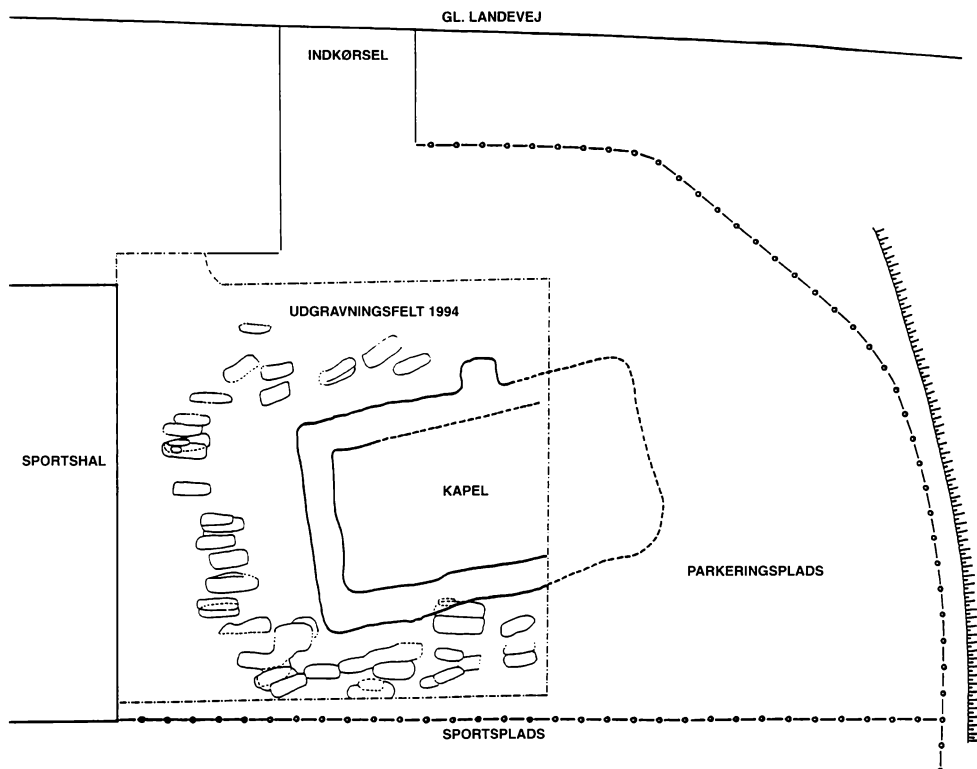 GL. LANDEVEJ
INDKØRSEL
UDGRAVNINGSFELT 1994
SPORTSHAL
KAPEL
PARKERINGSPLADS
SPORTSPLADS